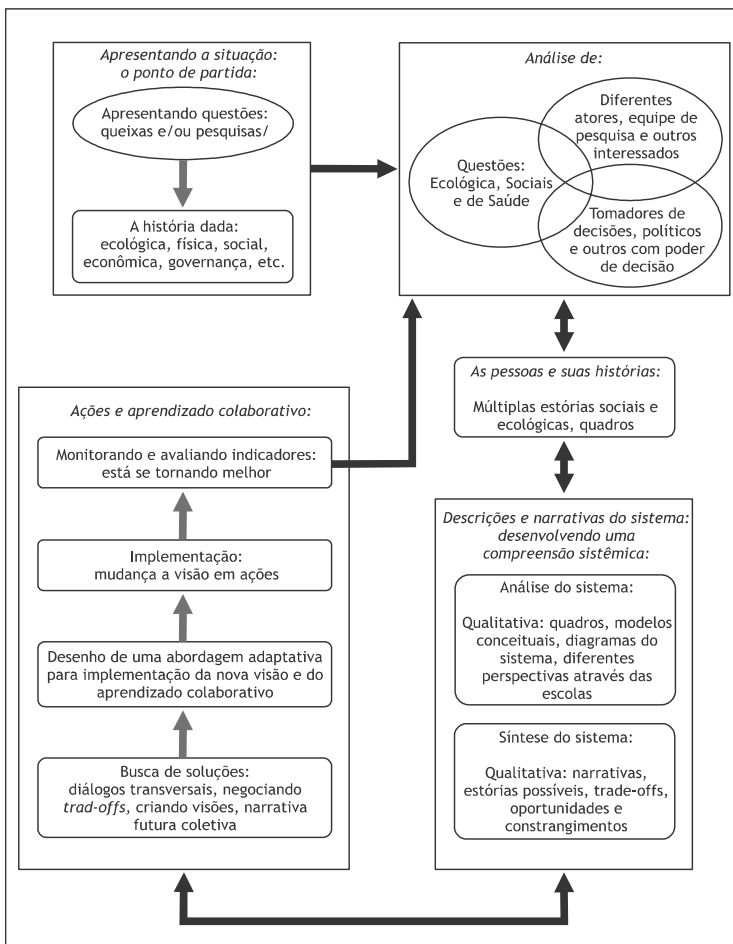 Apresentando a situação:
o ponto de partida:
Apresentando questões:
queixas e/ou pesquisas/
A história dada:
ecológica, física, social,
econômica, governança, etc.
Análise de:
Diferentes
atores, equipe de
pesquisa e outros
interessados
Questões:
Ecológica, Sociais
e de Saúde
Tomadores de
decisões, políticos
e outros com poder
de decisão
As pessoas e suas histórias:
Múltiplas estórias sociais e
ecológicas, quadros
Ações e aprendizado colaborativo:
Monitorando e avaliando indicadores:
está se tornando melhor
Implementação:
mudança a visão em ações
Desenho de uma abordagem adaptativa
para implementação da nova visão e do
aprendizado colaborativo
Busca de soluções:
diálogos transversais, negociando
trad-offs, criando visões, narrativa
futura coletiva
Descrições e narrativas do sistema:
desenvolvendo uma
compreensão sistêmica:
Análise do sistema:
Qualitativa: quadros, modelos
conceituais, diagramas do
sistema, diferentes
perspectivas através das
escolas
Síntese do sistema:
Qualitativa: narrativas,
estórias possíveis, trade-offs,
oportunidades e
constrangimentos